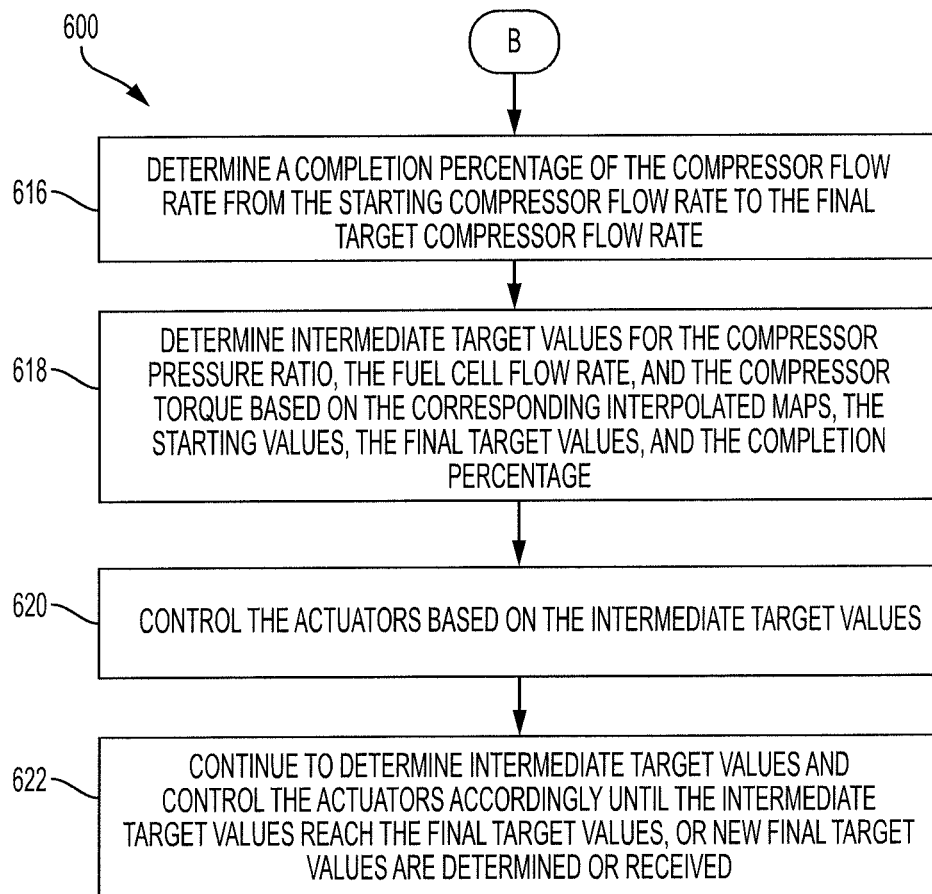 600
B
616
DETERMINE A COMPLETION PERCENTAGE OF THE COMPRESSOR FLOW
RATE FROM THE STARTING COMPRESSOR FLOW RATE TO THE FINAL
TARGET COMPRESSOR FLOW RATE
618
DETERMINE INTERMEDIATE TARGET VALUES FOR THE COMPRESSOR
PRESSURE RATIO, THE FUEL CELL FLOW RATE, AND THE COMPRESSOR
TORQUE BASED ON THE CORRESPONDING INTERPOLATED MAPS, THE
STARTING VALUES, THE FINAL TARGET VALUES, AND THE COMPLETION
PERCENTAGE
620
CONTROL THE ACTUATORS BASED ON THE INTERMEDIATE TARGET VALUES
622
CONTINUE TO DETERMINE INTERMEDIATE TARGET VALUES AND
CONTROL THE ACTUATORS ACCORDINGLY UNTIL THE INTERMEDIATE
TARGET VALUES REACH THE FINAL TARGET VALUES, OR NEW FINAL TARGET
VALUES ARE DETERMINED OR RECEIVED